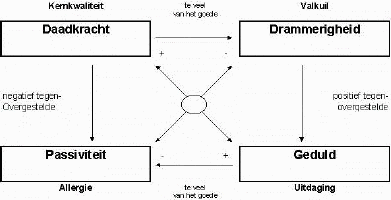 Kernkwaliteit
te veel
van het goede
Valkuil
Daadkracht
Drammerigheid
+
-
negatief tegen-
Overgestelde
positief tegen-
overgestelde
Passiviteit
-
+
Geduld
Allergie
te veel
van het goede
Uitdaging